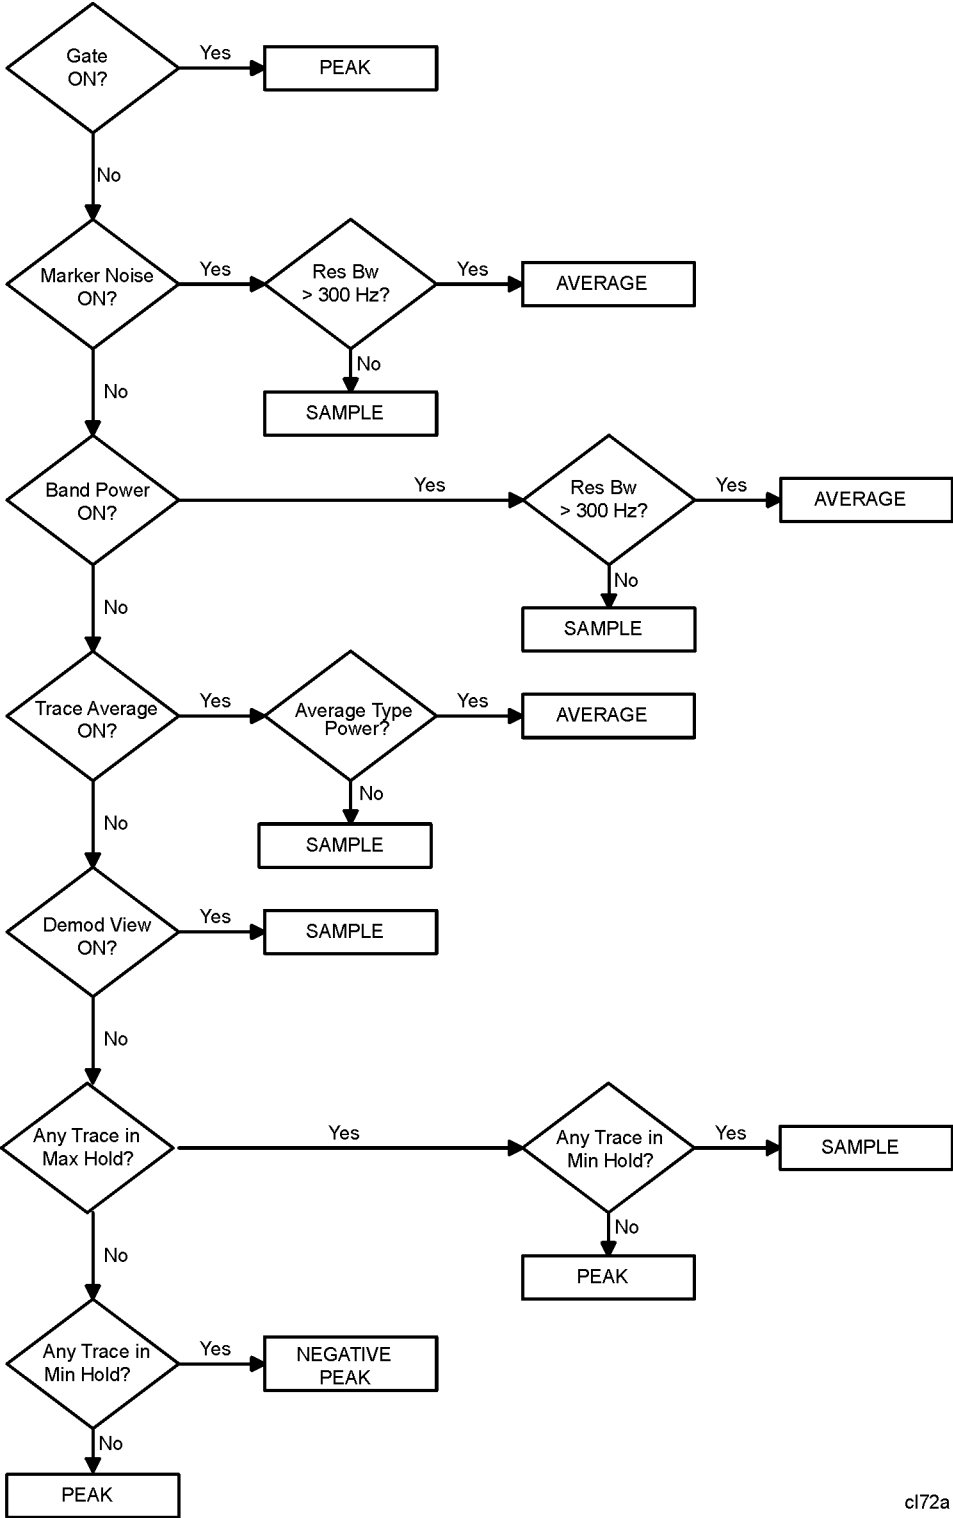 Gate
ON?
Yes
PEAK
No
Marker Noise
ON?
Yes
Res Bw
> 300 Hz?
Yes
AVERAGE
No
SAMPLE
No
Band Power
ON?
Yes
Res Bw
> 300 Hz?
Yes
AVERAGE
No
SAMPLE
No
Trace Average
ON?
Yes
Average Type
Power?
Yes
AVERAGE
No
SAMPLE
No
Demod View
ON?
Yes
SAMPLE
No
Any Trace in
Max Hold?
Yes
Any Trace in
Min Hold?
Yes
SAMPLE
No
PEAK
No
Any Trace in
Min Hold?
Yes
NEGATIVE
PEAK
No
PEAK
cl72a